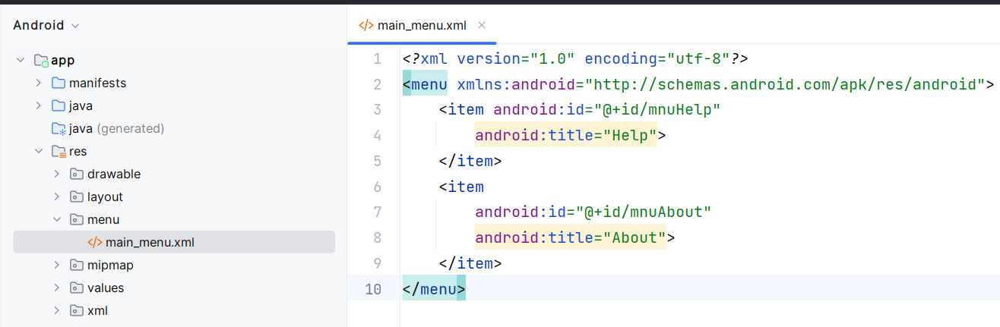 Android
app
manifests
java
java (generated)
res
drawable
layout
menu
main_menu.xml
mipmap
values
xml
main_menu.xml
1 <?xml version="1.0" encoding="utf-8"?>
2 <menu xmlns:android="http://schemas.android.com/apk/res/android">
3     <item android:id="@+id/mnuHelp"
4         android:title="Help">
5     </item>
6     <item
7         android:id="@+id/mnuAbout"
8         android:title="About">
9     </item>
10 </menu>